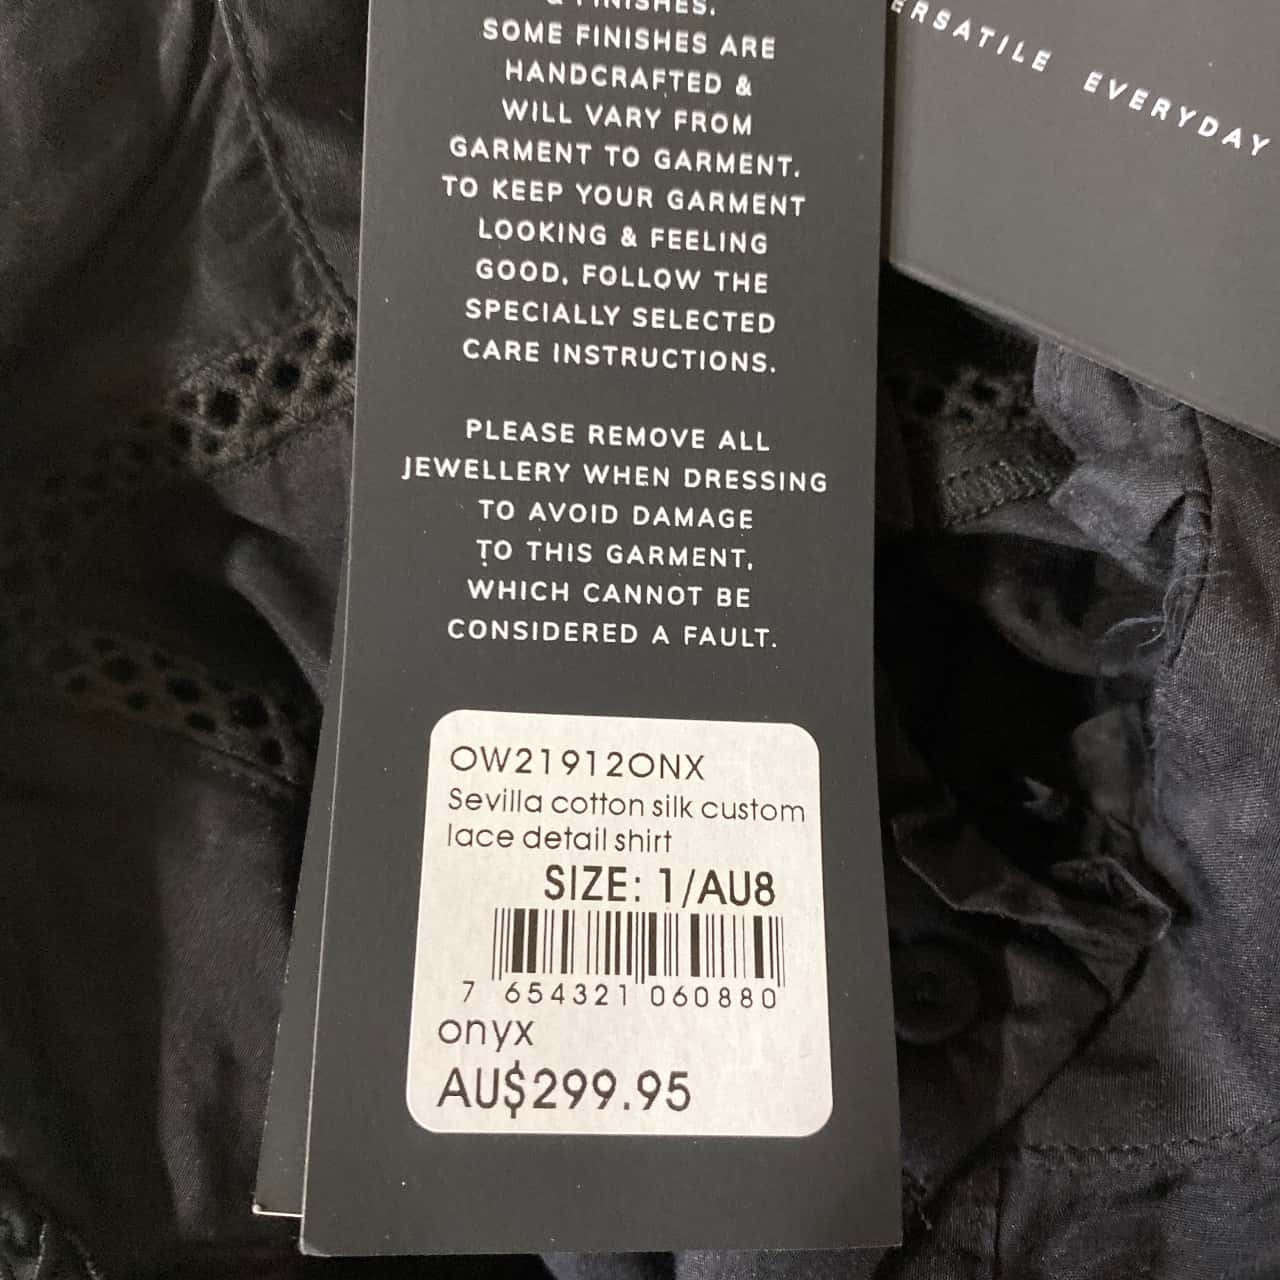 & FINISHES.
SOME FINISHES ARE
HANDCRAFTED &
WILL VARY FROM
GARMENT TO GARMENT.
TO KEEP YOUR GARMENT
LOOKING & FEELING
GOOD, FOLLOW THE
SPECIALLY SELECTED
CARE INSTRUCTIONS.
PLEASE REMOVE ALL
JEWELLERY WHEN DRESSING
TO AVOID DAMAGE
TO THIS GARMENT,
WHICH CANNOT BE
CONSIDERED A FAULT.
OW21912ONX
Sevilla cotton silk custom
lace detail shirt
SIZE: 1/AU8
7 654321 060880
onyx
AU$299.95
ERSATILE EVERYDAY